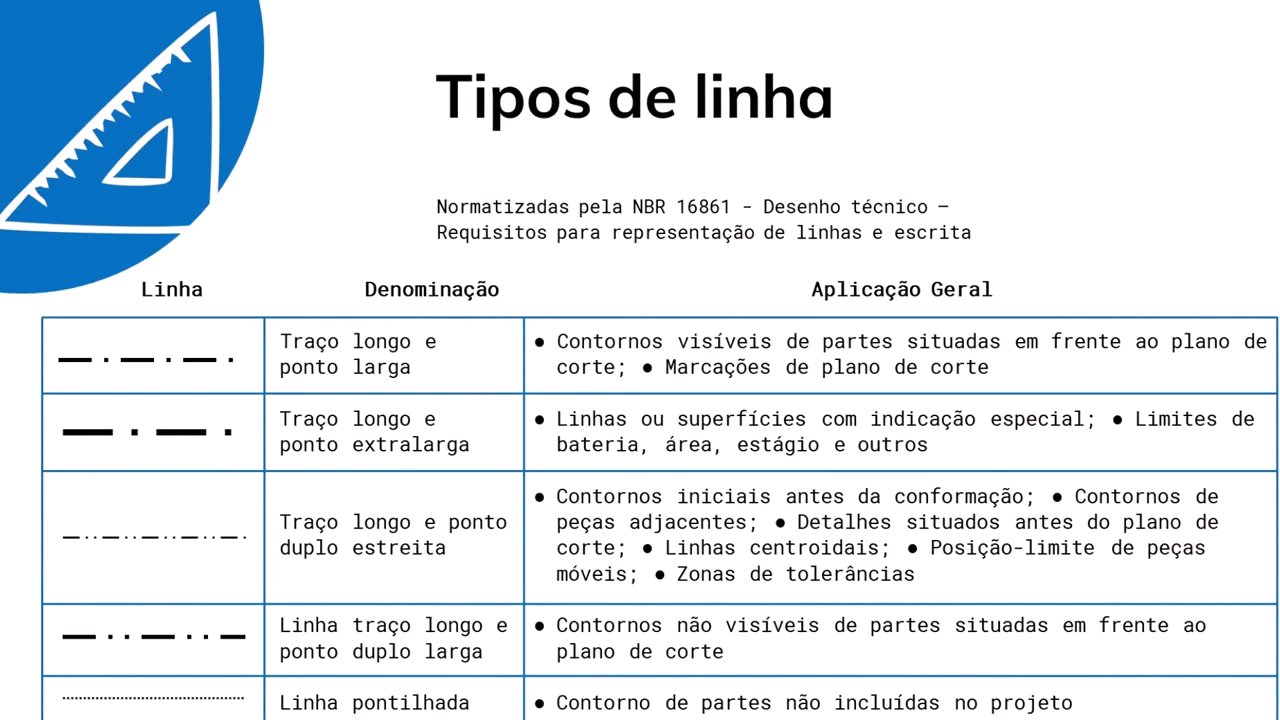 Tipos de linha
Normatizadas pela NBR 16861 - Desenho técnico –
Requisitos para representação de linhas e escrita
Linha Denominação Aplicação Geral
Traço longo e
ponto larga
● Contornos visíveis de partes situadas em frente ao plano de
corte; ● Marcações de plano de corte
Traço longo e
ponto extralarga
● Linhas ou superfícies com indicação especial; ● Limites de
bateria, área, estágio e outros
Traço longo e ponto
duplo estreita
● Contornos iniciais antes da conformação; ● Contornos de
peças adjacentes; ● Detalhes situados antes do plano de
corte; ● Linhas centroidais; ● Posição-limite de peças
móveis; ● Zonas de tolerâncias
Linha traço longo e
ponto duplo larga
● Contornos não visíveis de partes situadas em frente ao
plano de corte
Linha pontilhada
● Contorno de partes não incluídas no projeto